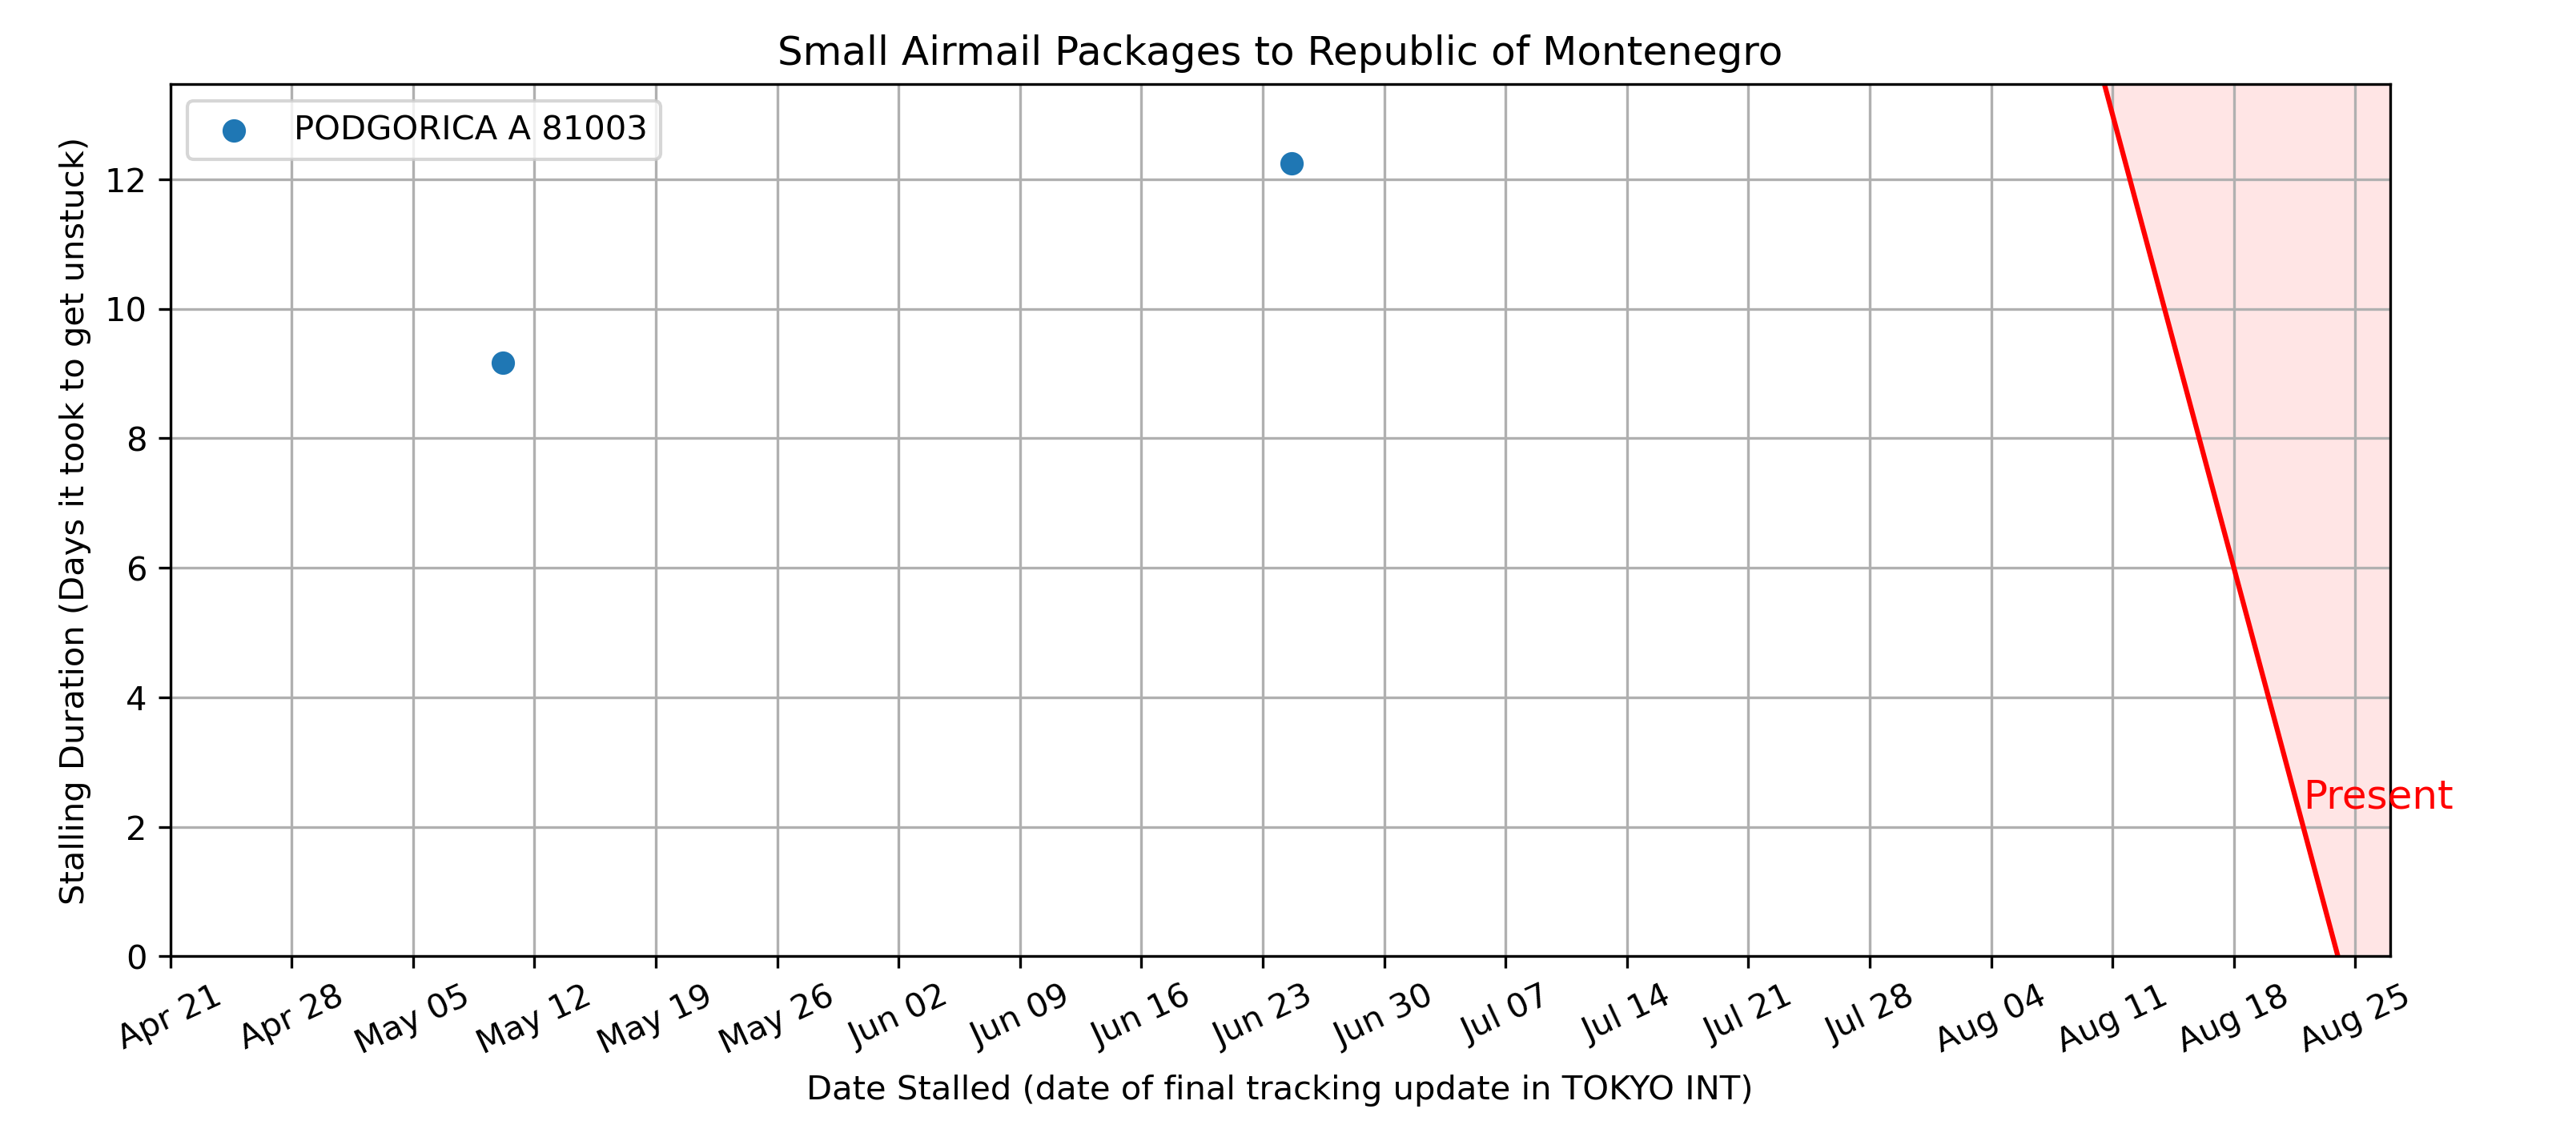 Small Airmail Packages to Republic of Montenegro
PODGORICA A 81003
Stalling Duration (Days it took to get unstuck)
12
10
8
6
4
2
0
Present
Apr 21
Apr 28
May 05
May 12
May 19
May 26
Jun 02
Jun 09
Jun 16
Jun 23
Jun 30
Jul 07
Jul 14
Jul 21
Jul 28
Aug 04
Aug 11
Aug 18
Aug 25
Date Stalled (date of final tracking update in TOKYO INT)